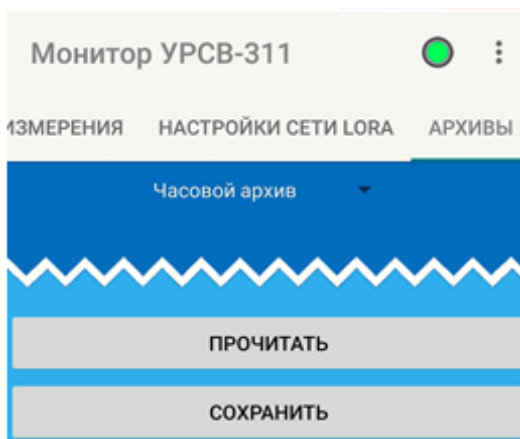 Монитор УРСВ-311
ИЗМЕРЕНИЯ НАСТРОЙКИ СЕТИ LORA АРХИВЫ
Часовой архив
ПРОЧИТАТЬ
СОХРАНИТЬ